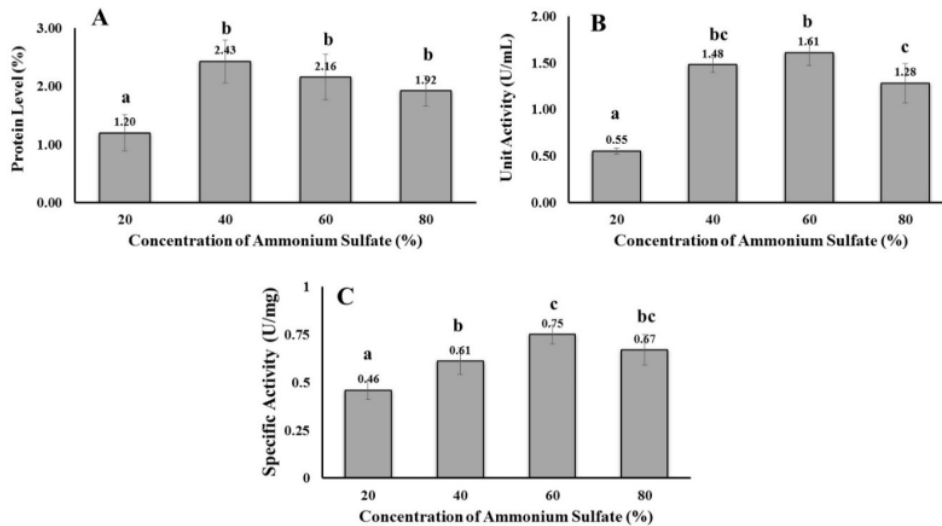 A
Protein Level (%)
3.00
2.00
1.00
0.00
a
b
b
b
1.20
2.43
2.16
1.92
20
40
60
80
Concentration of Ammonium Sulfate (%)
B
Unit Activity (U/mL)
2.00
1.50
1.00
0.50
0.00
a
bc
b
c
0.55
1.48
1.61
1.28
20
40
60
80
Concentration of Ammonium Sulfate (%)
C
Specific Activity (U/mg)
1
0.75
0.5
0.25
0
a
b
c
bc
0.46
0.61
0.75
0.67
20
40
60
80
Concentration of Ammonium Sulfate (%)